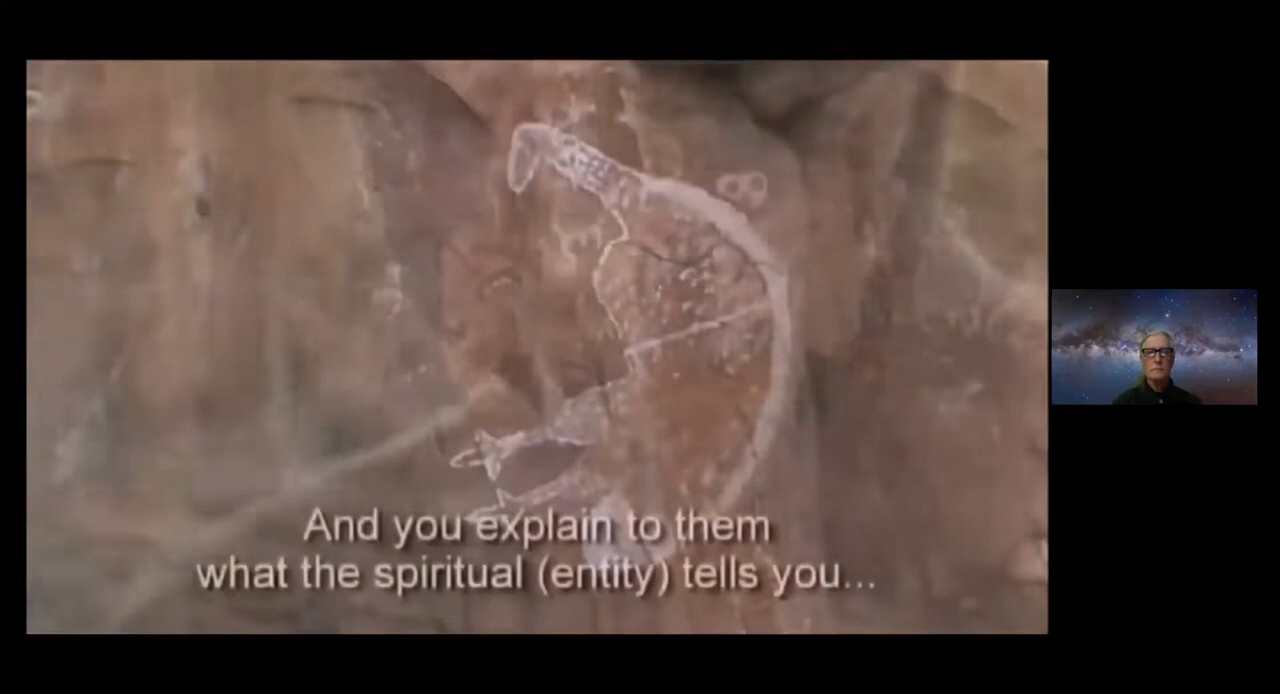 And you explain to them
what the spiritual (entity) tells you...